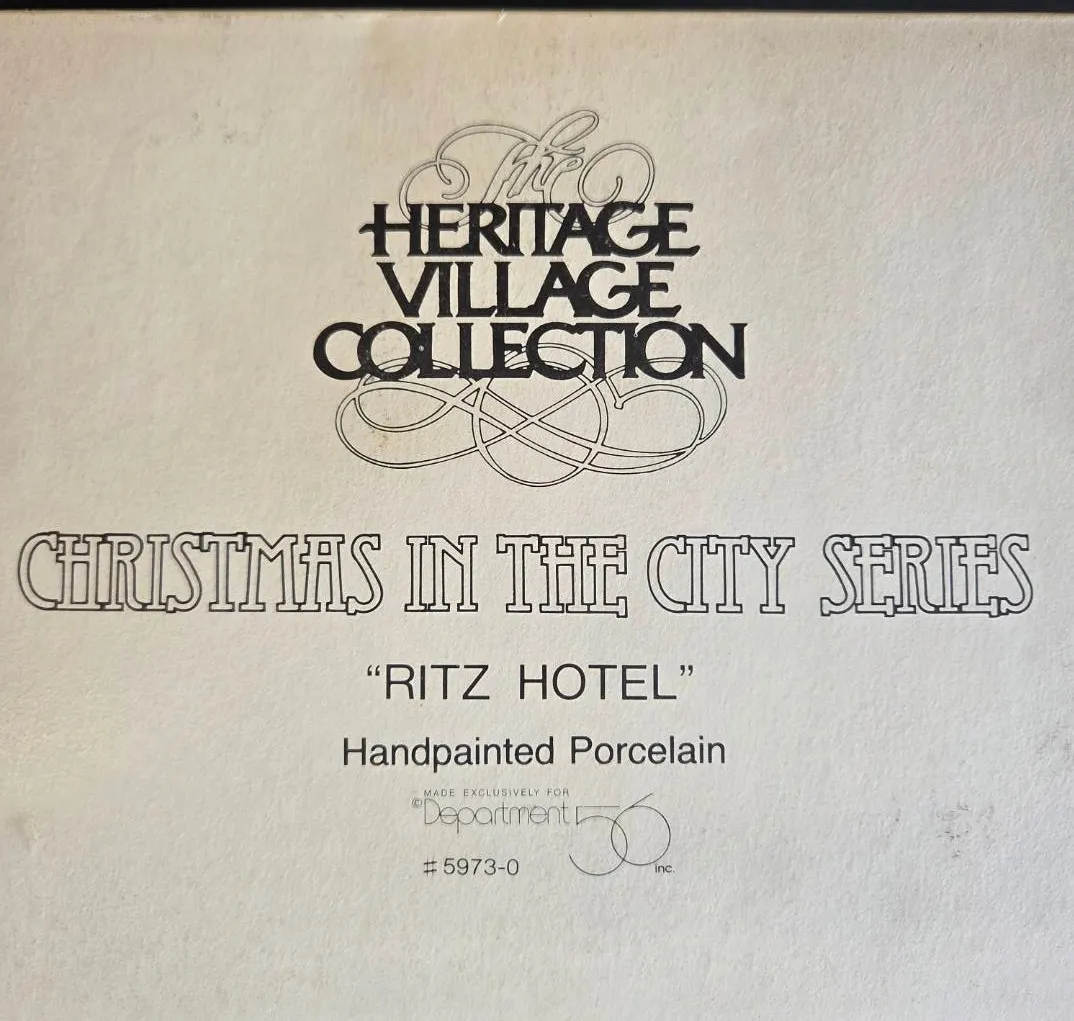 The
HERITAGE
VILLAGE
COLLECTION
CHRISTMAS IN THE CITY SERIES
“RITZ HOTEL”
Handpainted Porcelain
MADE EXCLUSIVELY FOR
©Department 56 inc.
#5973-0